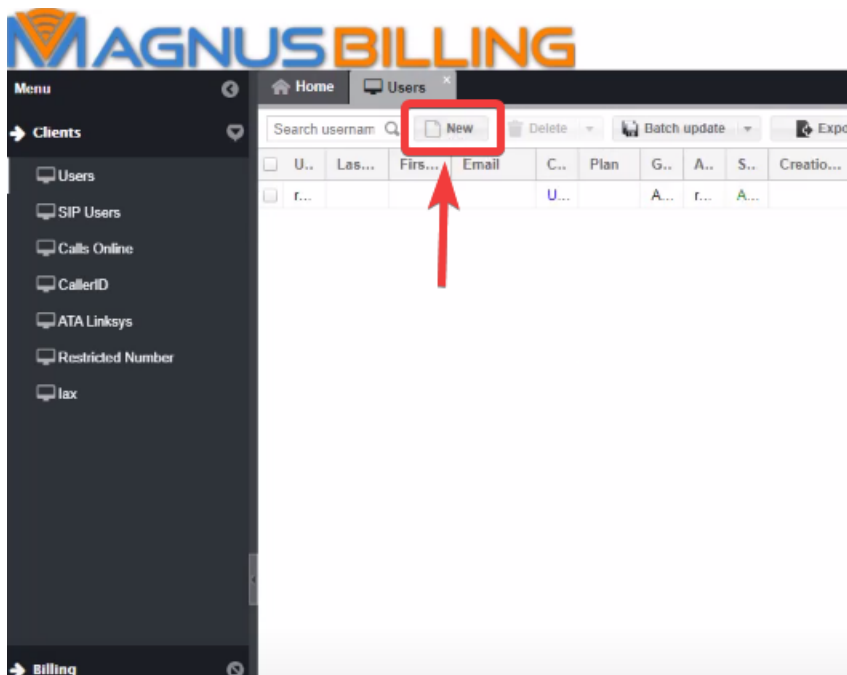 MAGNUSBILLING
Menu
Home
Users
Clients
Search usernam
New
Delete
Batch update
Expo
U..
Las...
Firs...
Email
C..
Plan
G..
A..
S..
Creatio...
r...
U...
A...
r...
A...
Users
SIP Users
Calls Online
CallerID
ATA Linksys
Restricted Number
Iax
Billing